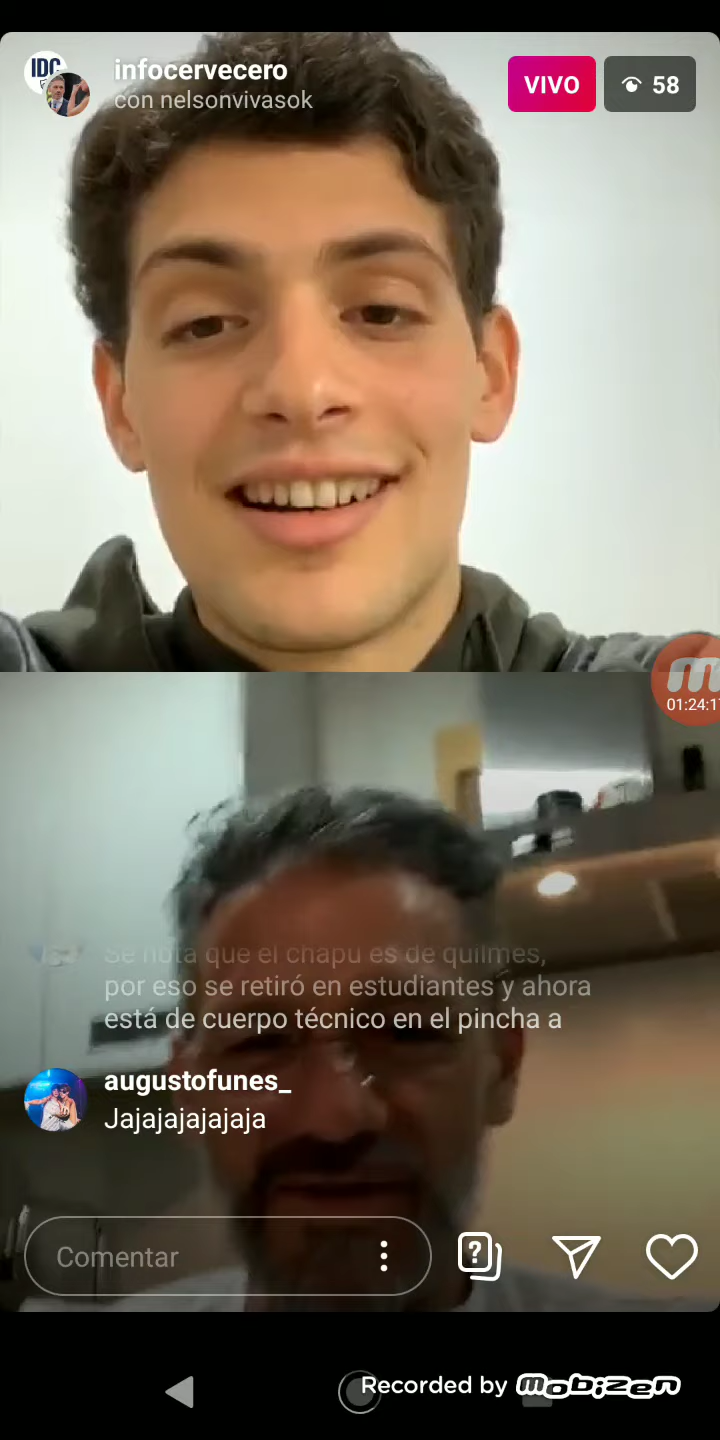 IDC
infocervecero
con nelsonvivasok
VIVO
58
01:24:1
Se nota que el chapu es de quilmes,
por eso se retiró en estudiantes y ahora
está de cuerpo técnico en el pincha a
augustofunes_
Jajajajajajaja
Comentar
Recorded by mobizen